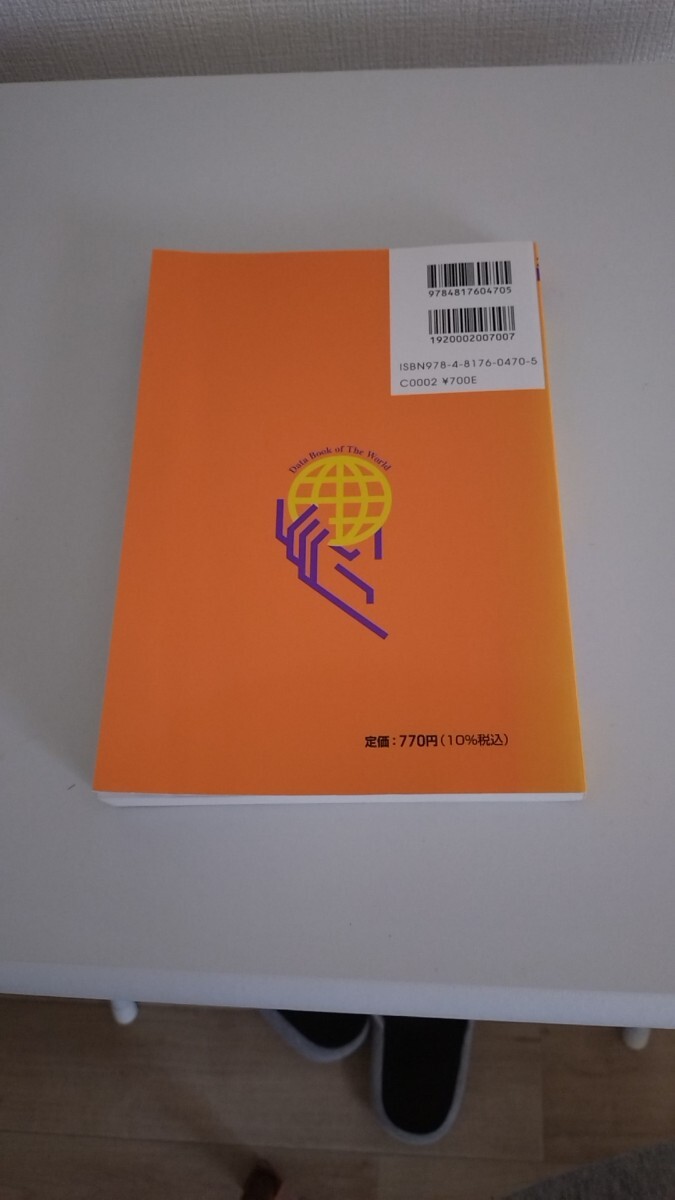 9784817604705
1920002007007
ISBN978-4-8176-0470-5
C0002 ¥700E
Data Book of The World
定価:770円(10%税込)